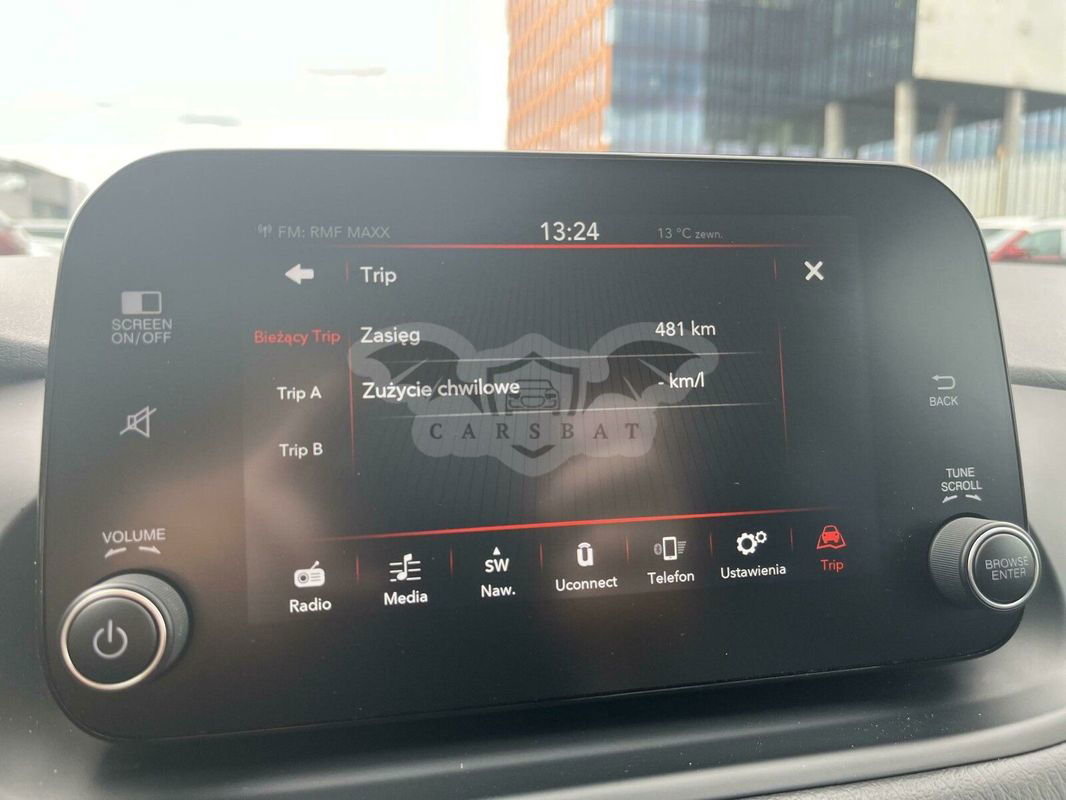 FM: RMF MAXX 13:24 13 °C zewn.
Trip
SCREEN
ON/OFF
Bieżący Trip Zasięg 481 km
Trip A Zużycie chwilowe - km/l
BACK
CARSBAT
Trip B
TUNE
SCROLL
VOLUME
BROWSE
ENTER
SW
Radio Media Naw. Uconnect Telefon Ustawienia Trip